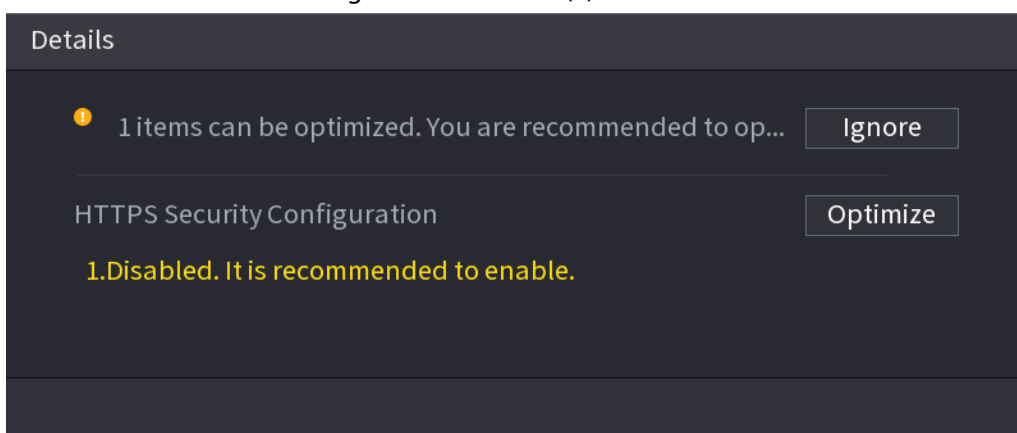 Details
1 items can be optimized. You are recommended to op...
Ignore
HTTPS Security Configuration
Optimize
1.Disabled. It is recommended to enable.